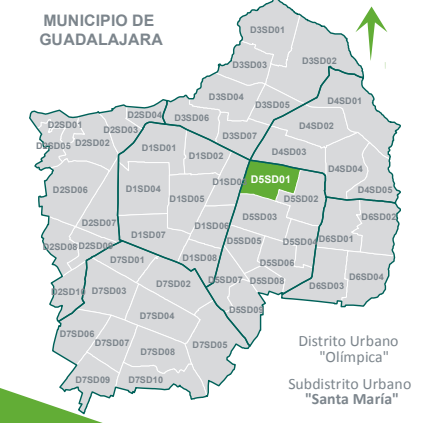 MUNICIPIO DE
GUADALAJARA
D3SD01
D3SD03
D3SD02
D3SD04
D3SD05
D3SD06
D3SD07
D4SD01
D4SD02
D4SD03
D4SD04
D4SD05
D2SD01
D2SD04
D2SD03
D2SD05
D2SD02
D2SD06
D2SD07
D2SD08
D2SD09
D2SD10
D1SD01
D1SD02
D1SD04
D1SD05
D1SD06
D1SD07
D1SD08
D5SD01
D5SD02
D5SD03
D5SD04
D5SD05
D5SD06
D5SD07
D5SD08
D5SD09
D6SD02
D6SD01
D6SD03
D6SD04
D7SD01
D7SD02
D7SD03
D7SD04
D7SD06
D7SD07
D7SD05
D7SD08
D7SD09
D7SD10
Distrito Urbano
"Olímpica"
Subdistrito Urbano
"Santa María"